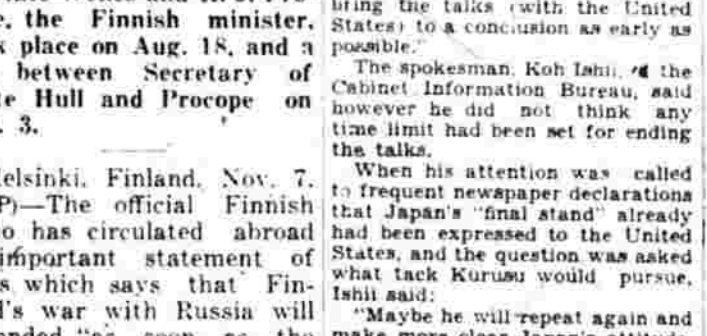 , the Finnish minister,
place on Aug. 18, and a
between Secretary of
Hull and Procope on
3.
elsinki, Finland, Nov. 7.
P)—The official Finnish
o has circulated abroad
important statement of
s which says that Fin-
's war with Russia will
"as soon as the
bring the talks (with the United
States) to a conclusion as early as
possible."
The spokesman, Koh Ishii, the
Cabinet Information Bureau, said
however he did not think any
time limit had been set for ending
the talks.
When his attention was called
to frequent newspaper declarations
that Japan's "final stand" already
had been expressed to the United
States, and the question was asked
what tack Kurusu would pursue,
Ishii said:
"Maybe he will repeat again and
make more clear Japan's attitude